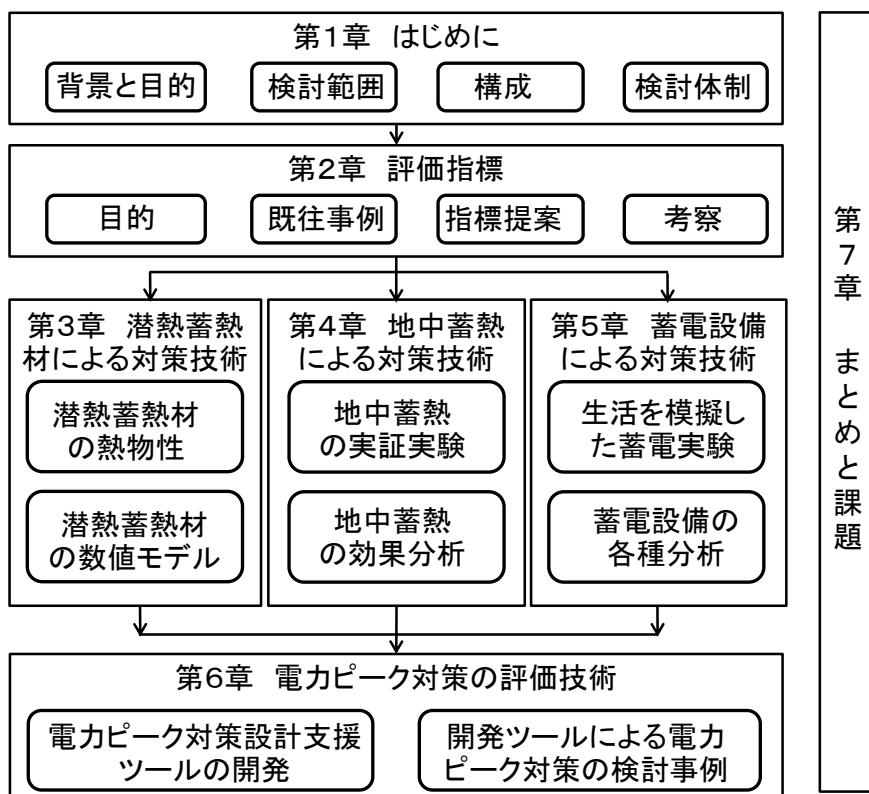 第1章 はじめに
背景と目的
検討範囲
構成
検討体制
第2章 評価指標
目的
既往事例
指標提案
考察
第3章 潜熱蓄熱
材による対策技術
潜熱蓄熱材
の熱物性
潜熱蓄熱材
の数値モデル
第4章 地中蓄熱
による対策技術
地中蓄熱
の実証実験
地中蓄熱
の効果分析
第5章 蓄電設備
による対策技術
生活を模擬し
た蓄電実験
蓄電設備の
各種分析
第6章 電力ピーク対策の評価技術
電力ピーク対策設計支援
ツールの開発
開発ツールによる電力
ピーク対策の検討事例
第7章 まとめと課題